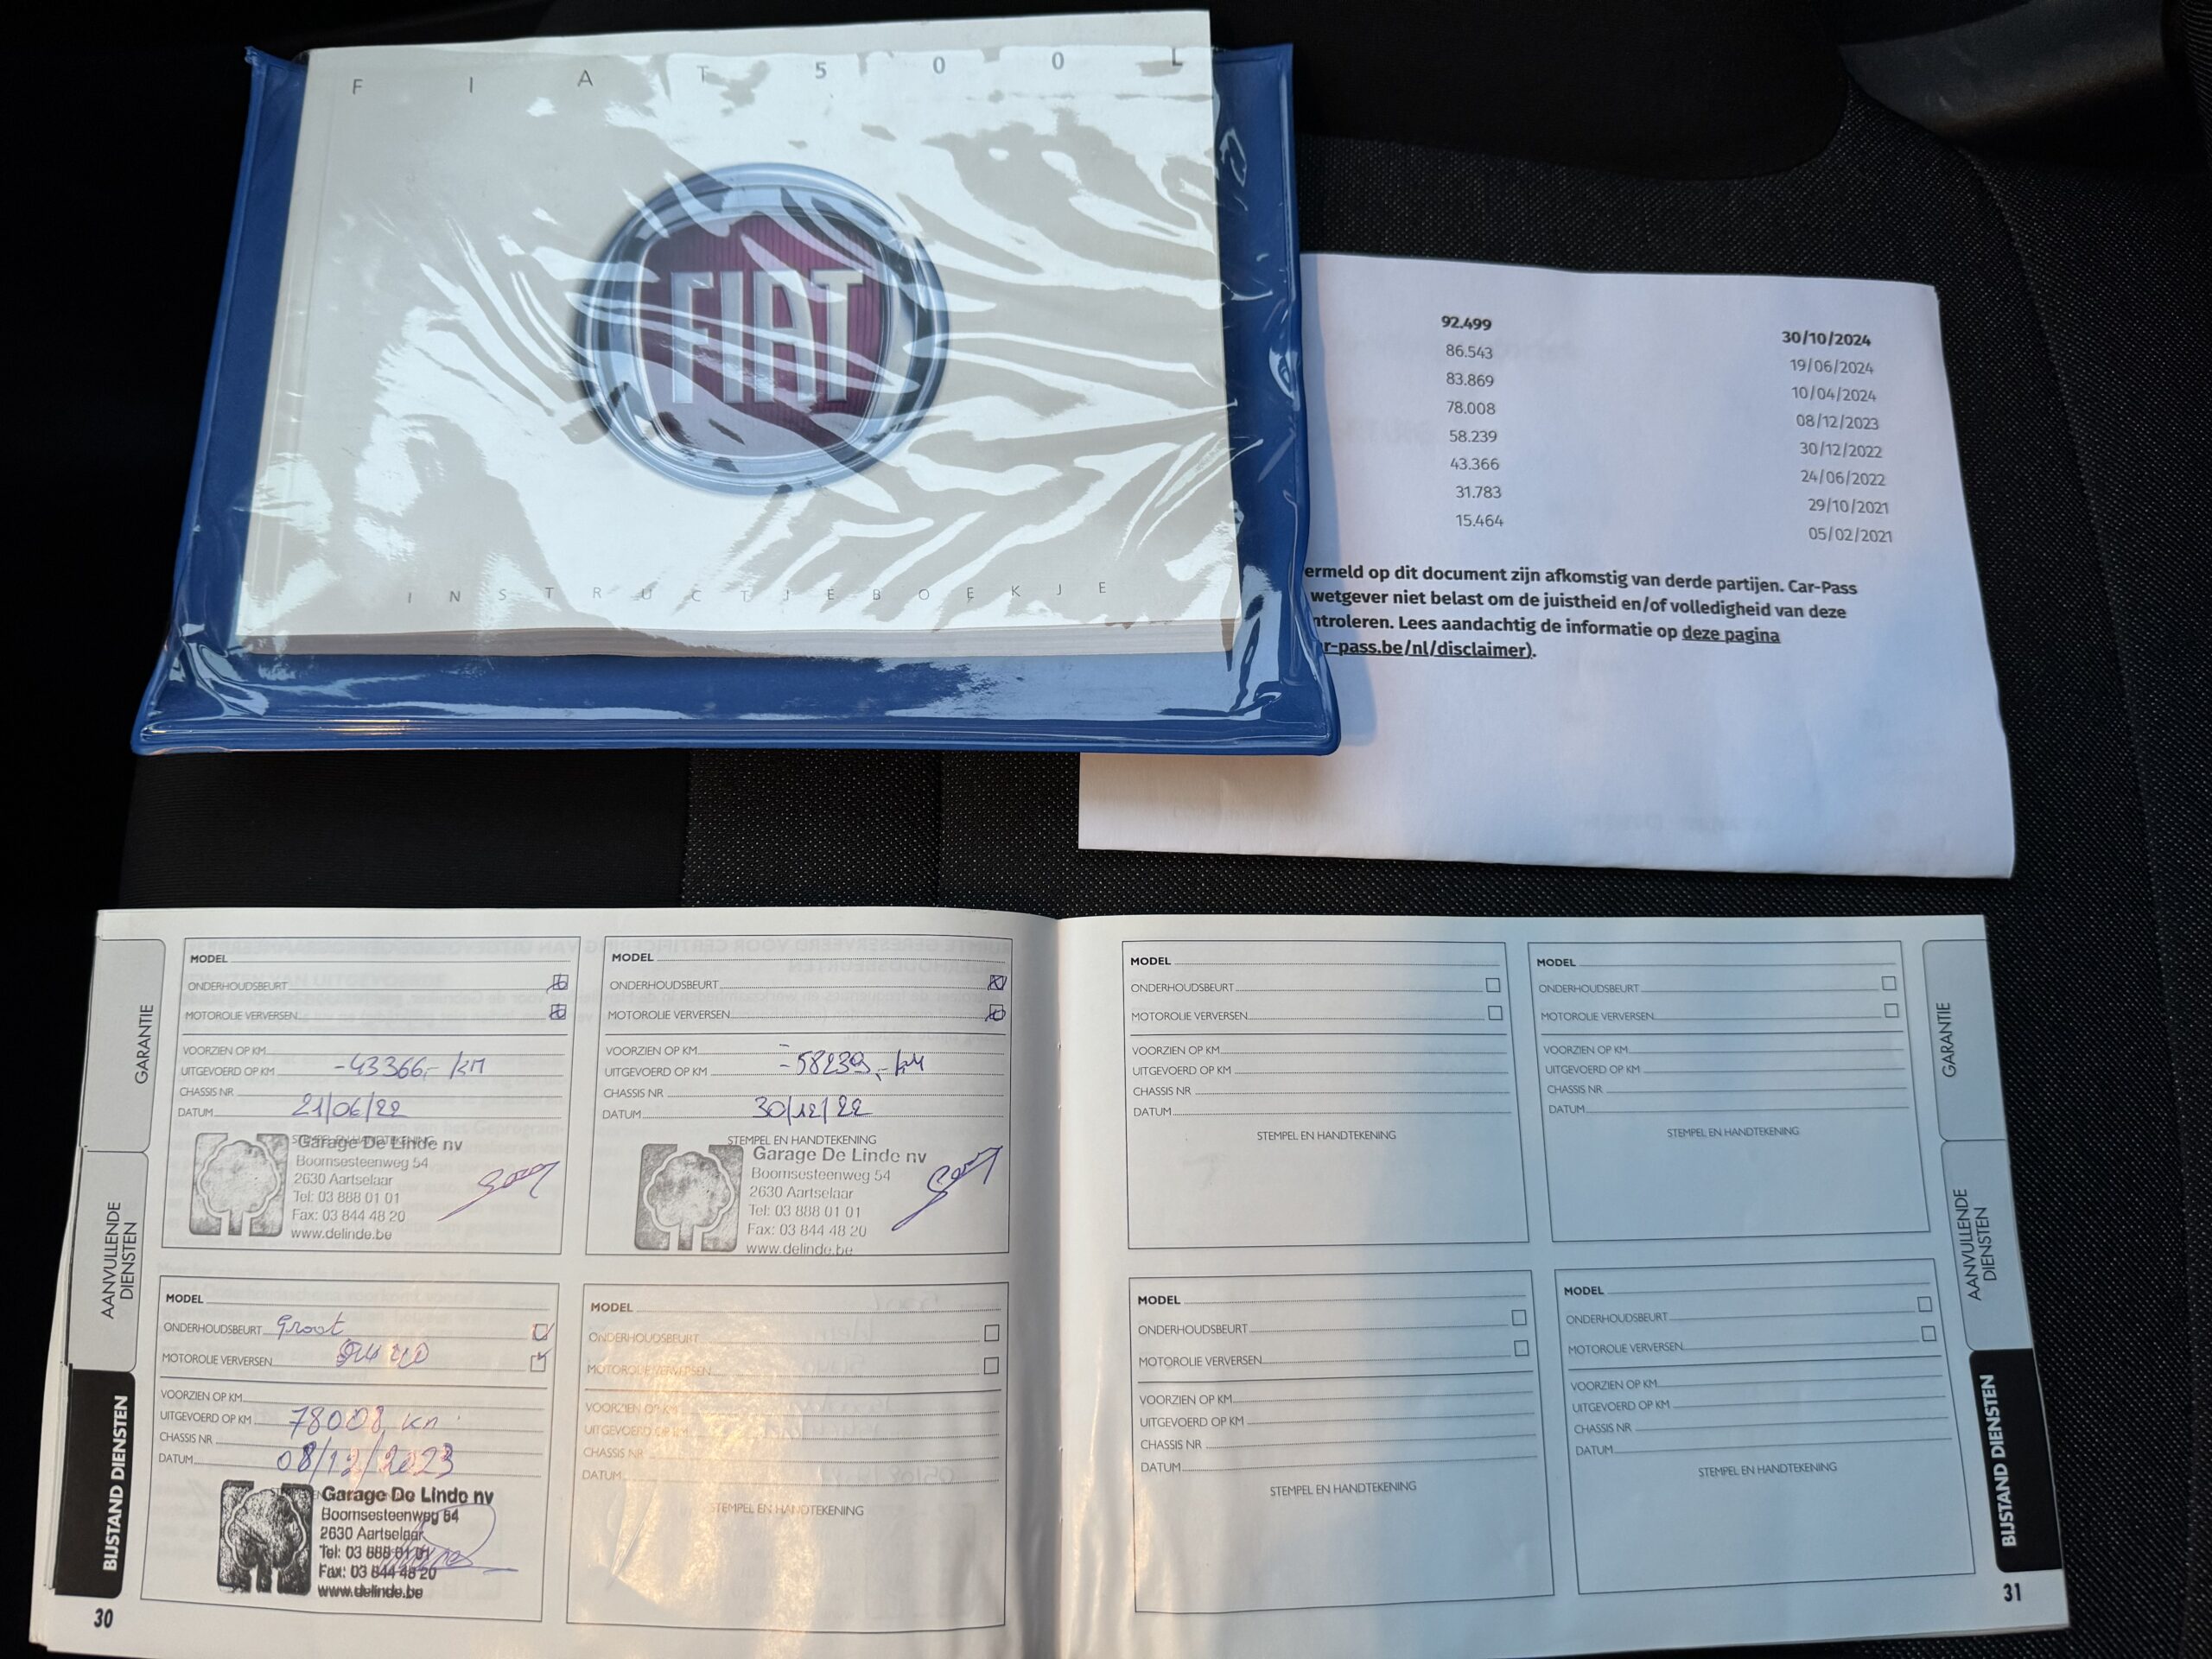 F I A T 5 0 0 L
FIAT
I N S T R U C T I E B O E K J E
92.499 30/10/2024
86.543 19/06/2024
83.869 10/04/2024
78.008 08/12/2023
58.239 30/12/2022
43.366 24/06/2022
31.783 29/10/2021
15.464 05/02/2021
ermeld op dit document zijn afkomstig van derde partijen. Car-Pass
wetgever niet belast om de juistheid en/of volledigheid van deze
ntroleren. Lees aandachtig de informatie op deze pagina
r-pass.be/nl/disclaimer).
GARANTIE
AANVULLENDE
DIENSTEN
BIJSTAND DIENSTEN
MODEL
ONDERHOUDSBEURT
MOTOROLIE VERVERSEN
VOORZIEN OP KM
UITGEVOERD OP KM -43366,- km
CHASSIS NR
DATUM 21/06/22
STEMPEL EN HANDTEKENING
Garage De Linde nv
Boomsesteenweg 54
2630 Aartselaar
Tel: 03 888 01 01
Fax: 03 844 48 20
www.delinde.be
MODEL
ONDERHOUDSBEURT
MOTOROLIE VERVERSEN
VOORZIEN OP KM
UITGEVOERD OP KM -58239,- km
CHASSIS NR
DATUM 30/12/22
STEMPEL EN HANDTEKENING
Garage De Linde nv
Boomsesteenweg 54
2630 Aartselaar
Tel: 03 888 01 01
Fax: 03 844 48 20
www.delinde.be
MODEL
ONDERHOUDSBEURT Groot
MOTOROLIE VERVERSEN
VOORZIEN OP KM
UITGEVOERD OP KM 78008 km
CHASSIS NR
DATUM 08/12/2023
Garage De Linde nv
Boomsesteenweg 54
2630 Aartselaar
Tel: 03 888 01 01
Fax: 03 844 48 20
www.delinde.be
MODEL
ONDERHOUDSBEURT
MOTOROLIE VERVERSEN
VOORZIEN OP KM
UITGEVOERD OP KM
CHASSIS NR
DATUM
STEMPEL EN HANDTEKENING
30
MODEL
ONDERHOUDSBEURT
MOTOROLIE VERVERSEN
VOORZIEN OP KM
UITGEVOERD OP KM
CHASSIS NR
DATUM
STEMPEL EN HANDTEKENING
MODEL
ONDERHOUDSBEURT
MOTOROLIE VERVERSEN
VOORZIEN OP KM
UITGEVOERD OP KM
CHASSIS NR
DATUM
STEMPEL EN HANDTEKENING
MODEL
ONDERHOUDSBEURT
MOTOROLIE VERVERSEN
VOORZIEN OP KM
UITGEVOERD OP KM
CHASSIS NR
DATUM
STEMPEL EN HANDTEKENING
MODEL
ONDERHOUDSBEURT
MOTOROLIE VERVERSEN
VOORZIEN OP KM
UITGEVOERD OP KM
CHASSIS NR
DATUM
STEMPEL EN HANDTEKENING
GARANTIE
AANVULLENDE
DIENSTEN
BIJSTAND DIENSTEN
31